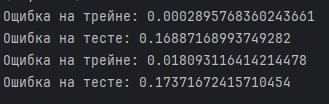 Ошибка на трейне: 0.0002895768360243661
Ошибка на тесте: 0.16887168993749282
Ощибка на трейне: 0.018093116414214478
Ошибка на тесте: 0.17371672415710454